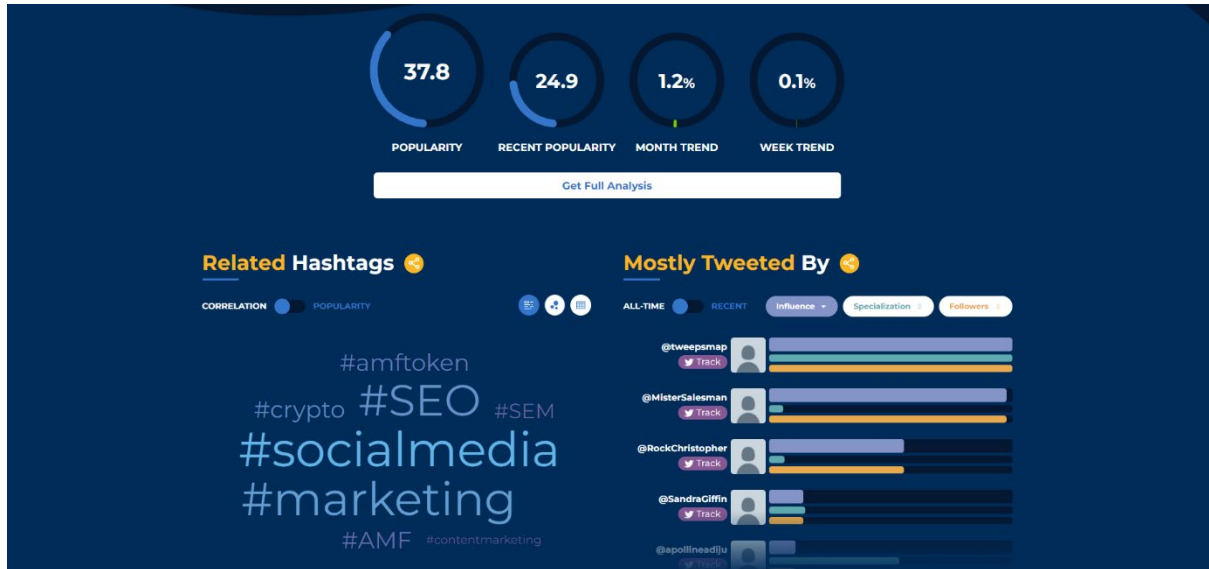 37.8
24.9
1.2%
0.1%
POPULARITY
RECENT POPULARITY
MONTH TREND
WEEK TREND
Get Full Analysis
Related Hashtags
CORRELATION
POPULARITY
#amftoken
#crypto
#SEO
#SEM
#socialmedia
#marketing
#AMF
#contentmarketing
Mostly Tweeted By
ALL-TIME
RECENT
Influence
Specialization
Followers
@tweepsmap
Track
@MisterSalesman
Track
@RockChristopher
Track
@SandraGiffin
Track
@apollineadiju
Track